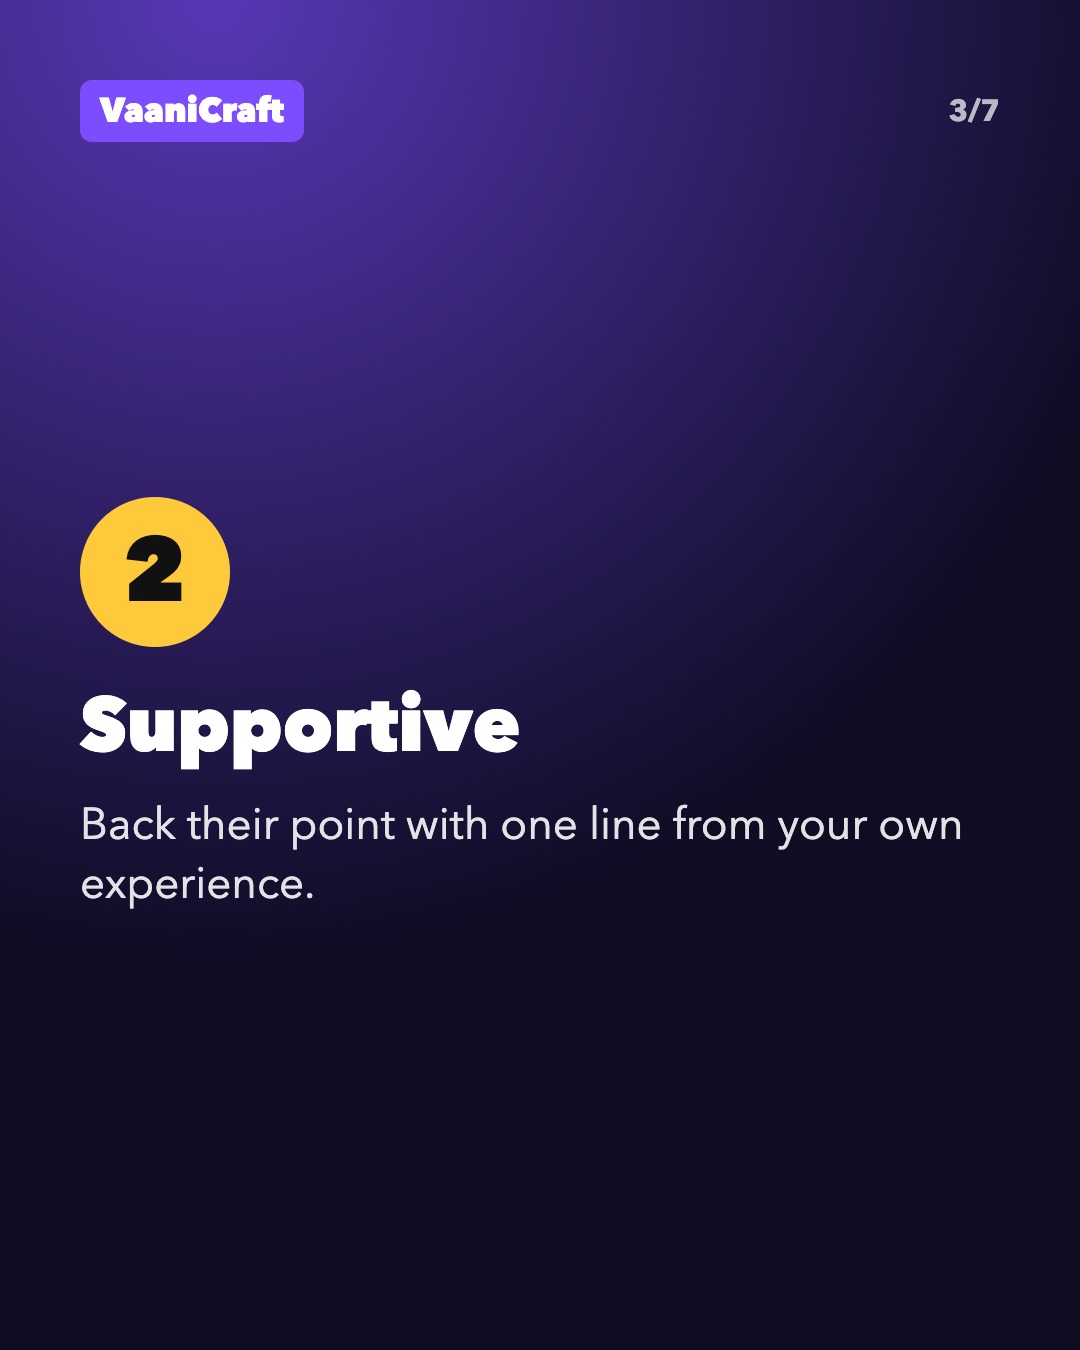 VaaniCraft
3/7
2
Supportive
Back their point with one line from your own
experience.